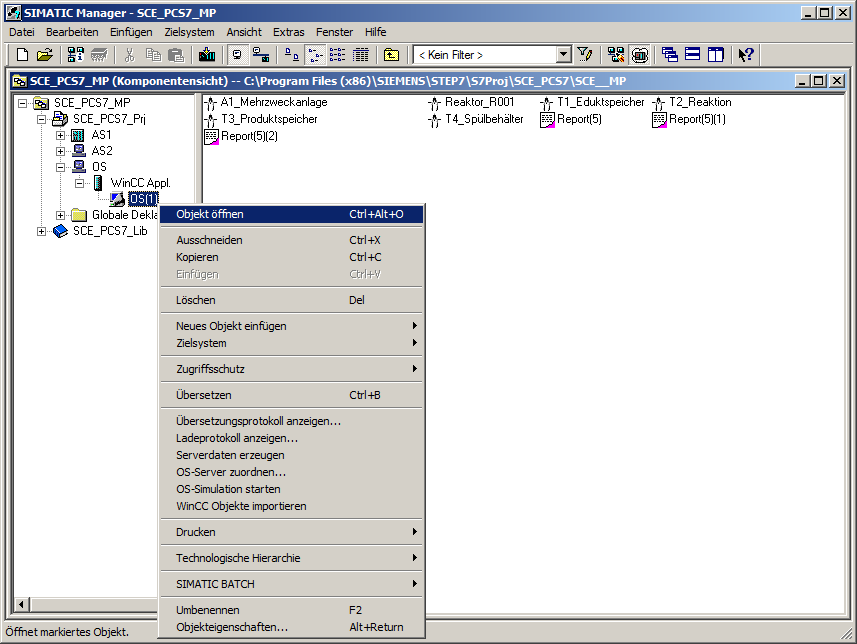 SIMATIC Manager - SCE_PCS7_MP
Datei Bearbeiten Einfügen Zielsystem Ansicht Extras Fenster Hilfe
< Kein Filter >
SCE_PCS7_MP (Komponentensicht) -- C:\Program Files (x86)\SIEMENS\STEP7\S7Proj\SCE_PCS7\SCE__MP
SCE_PCS7_MP
SCE_PCS7_Prj
AS1
AS2
OS
WinCC Appl.
OS(1)
Globale Dekla
SCE_PCS7_Lib
A1_Mehrzweckanlage Reaktor_R001 T1_Eduktspeicher T2_Reaktion
T3_Produktspeicher T4_Spülbehälter Report(5) Report(5)(1)
Report(5)(2)
Objekt öffnen Ctrl+Alt+O
Ausschneiden Ctrl+X
Kopieren Ctrl+C
Einfügen Ctrl+V
Löschen Del
Neues Objekt einfügen
Zielsystem
Zugriffsschutz
Übersetzen Ctrl+B
Übersetzungsprotokoll anzeigen...
Ladeprotokoll anzeigen...
Serverdaten erzeugen
OS-Server zuordnen...
OS-Simulation starten
WinCC Objekte importieren
Drucken
Technologische Hierarchie
SIMATIC BATCH
Umbenennen F2
Objekteigenschaften... Alt+Return
Öffnet markiertes Objekt.